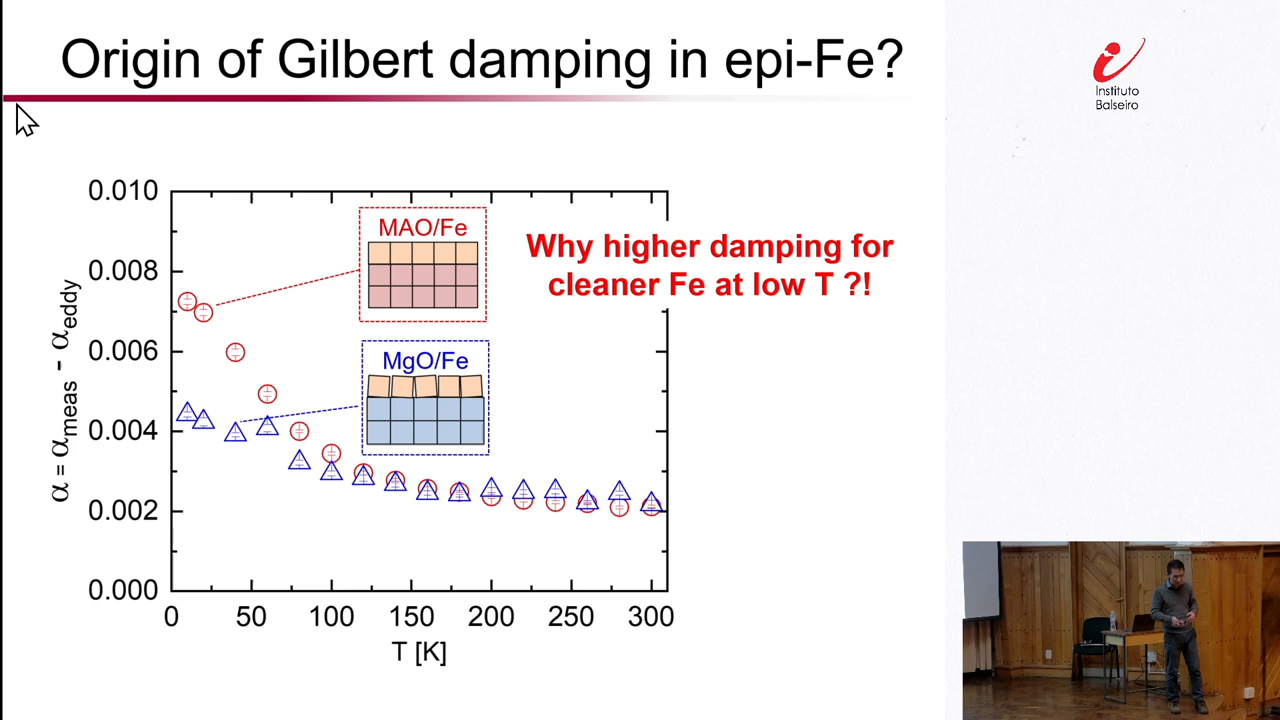 Origin of Gilbert damping in epi-Fe?
Instituto
Balseiro
0.010
0.008
0.006
0.004
0.002
0.000
α = α_meas - α_eddy
MAO/Fe
MgO/Fe
Why higher damping for
cleaner Fe at low T ?!
0 50 100 150 200 250 300
T [K]